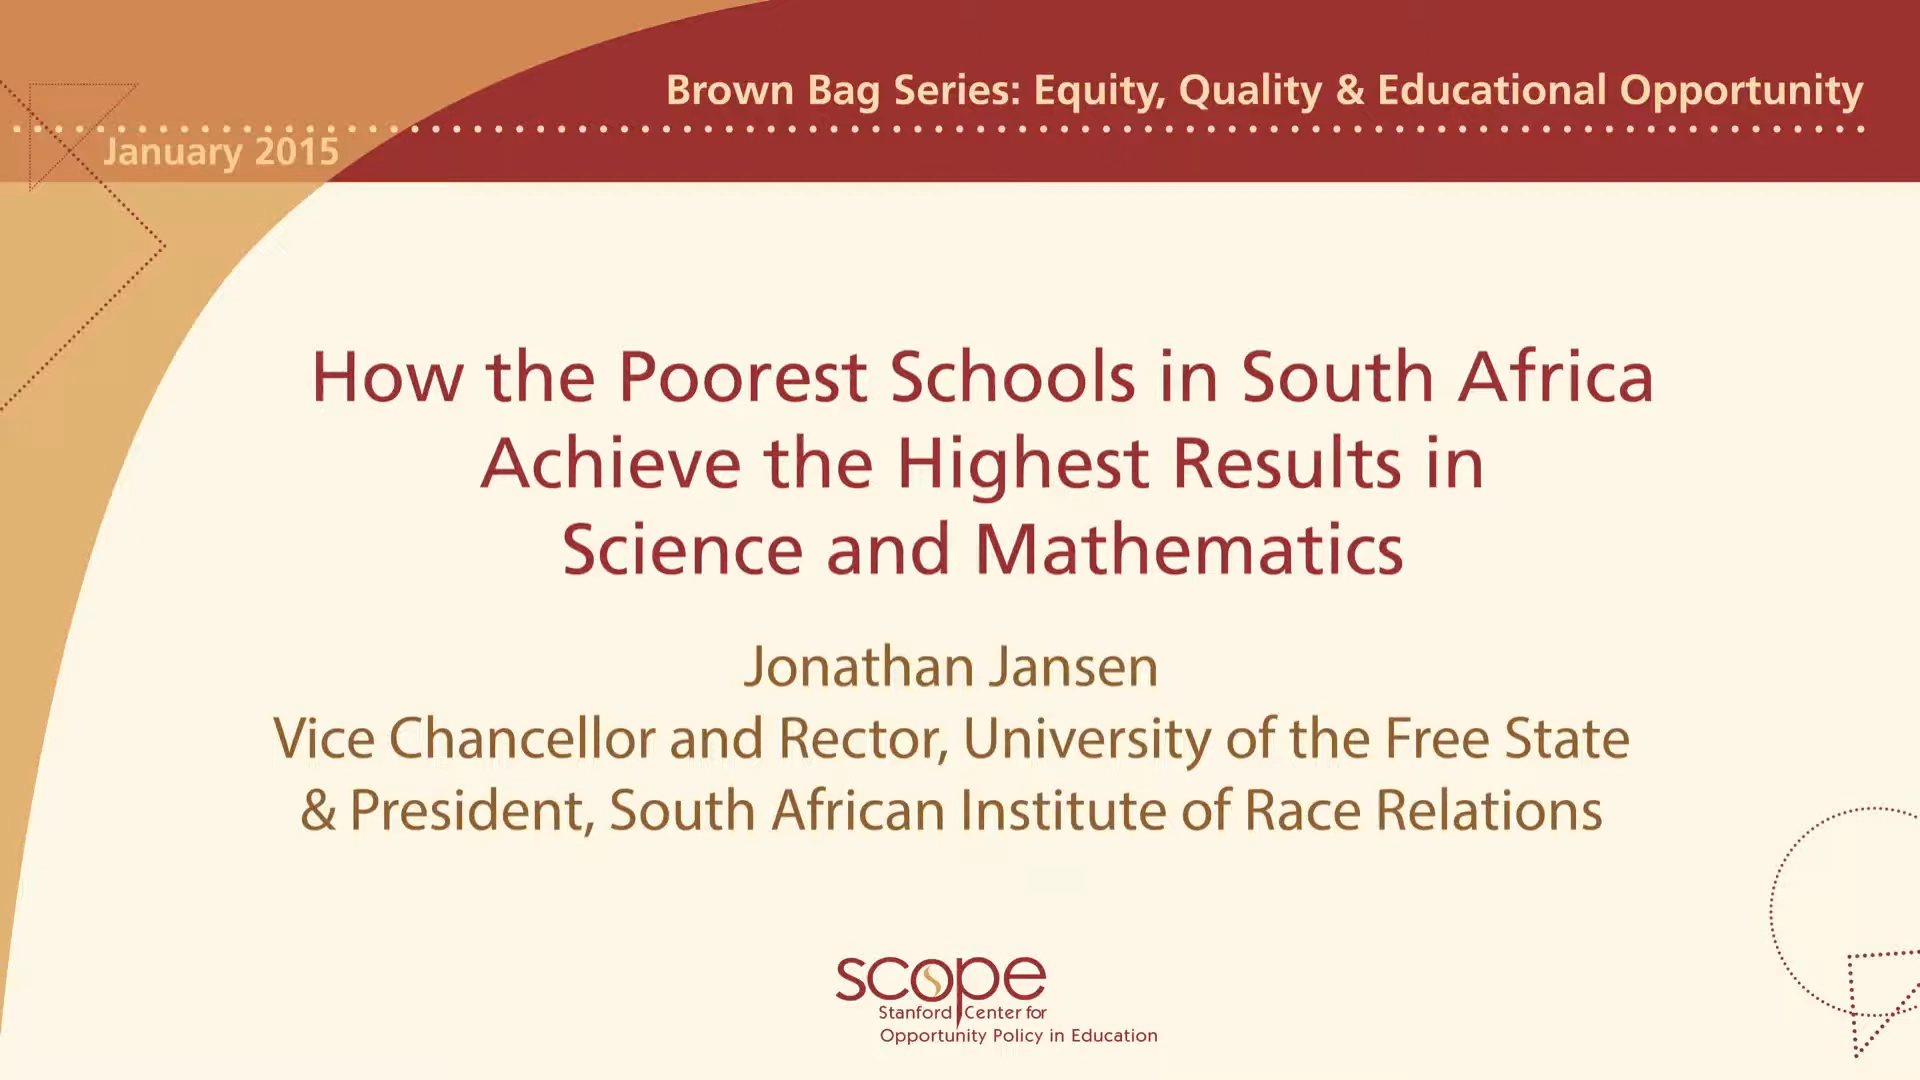 Brown Bag Series: Equity, Quality & Educational Opportunity
January 2015
How the Poorest Schools in South Africa
Achieve the Highest Results in
Science and Mathematics
Jonathan Jansen
Vice Chancellor and Rector, University of the Free State
& President, South African Institute of Race Relations
scope
Stanford Center for
Opportunity Policy in Education